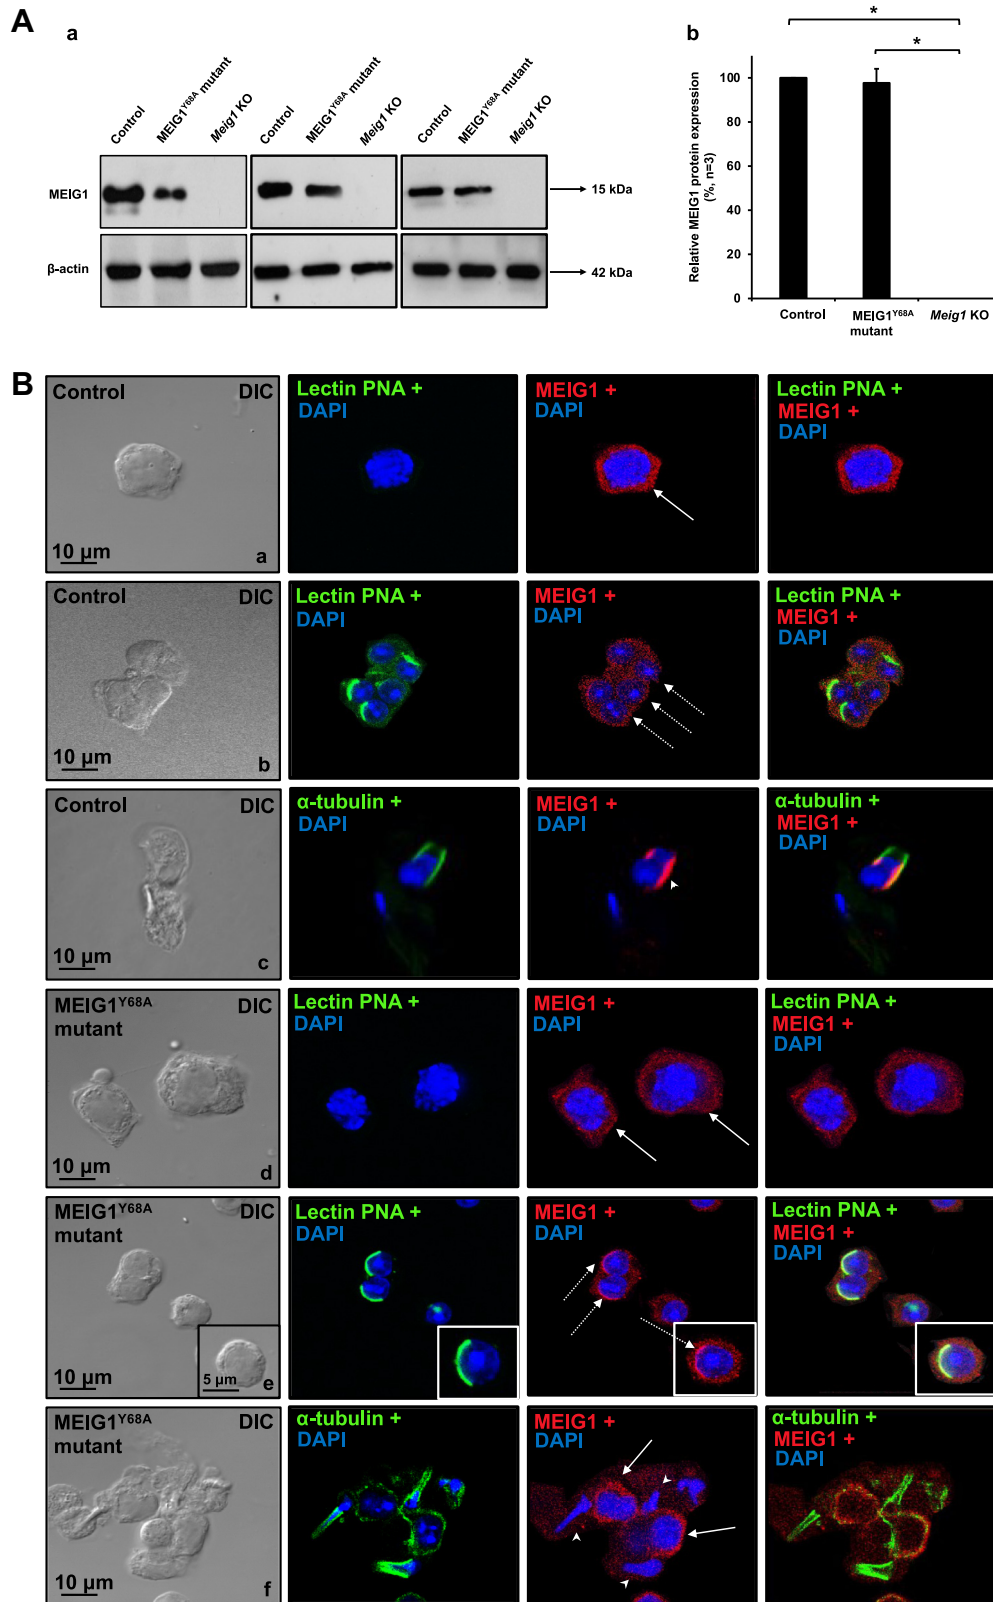 A
a
Control
MEIG1Y68A mutant
Meig1 KO
Control
MEIG1Y68A mutant
Meig1 KO
Control
MEIG1Y68A mutant
Meig1 KO
MEIG1
15 kDa
β-actin
42 kDa
b
*
*
Relative MEIG1 protein expression
(%, n=3)
100
80
60
40
20
0
Control
MEIG1Y68A
mutant
Meig1 KO
B
Control
DIC
10 µm
a
Lectin PNA +
DAPI
MEIG1 +
DAPI
Lectin PNA +
MEIG1 +
DAPI
Control
DIC
10 µm
b
Lectin PNA +
DAPI
MEIG1 +
DAPI
Lectin PNA +
MEIG1 +
DAPI
Control
DIC
10 µm
c
α-tubulin +
DAPI
MEIG1 +
DAPI
α-tubulin +
MEIG1 +
DAPI
MEIG1Y68A
mutant
DIC
10 µm
d
Lectin PNA +
DAPI
MEIG1 +
DAPI
Lectin PNA +
MEIG1 +
DAPI
MEIG1Y68A
mutant
DIC
10 µm
5 µm
e
Lectin PNA +
DAPI
MEIG1 +
DAPI
Lectin PNA +
MEIG1 +
DAPI
MEIG1Y68A
mutant
DIC
10 µm
f
α-tubulin +
DAPI
MEIG1 +
DAPI
α-tubulin +
MEIG1 +
DAPI